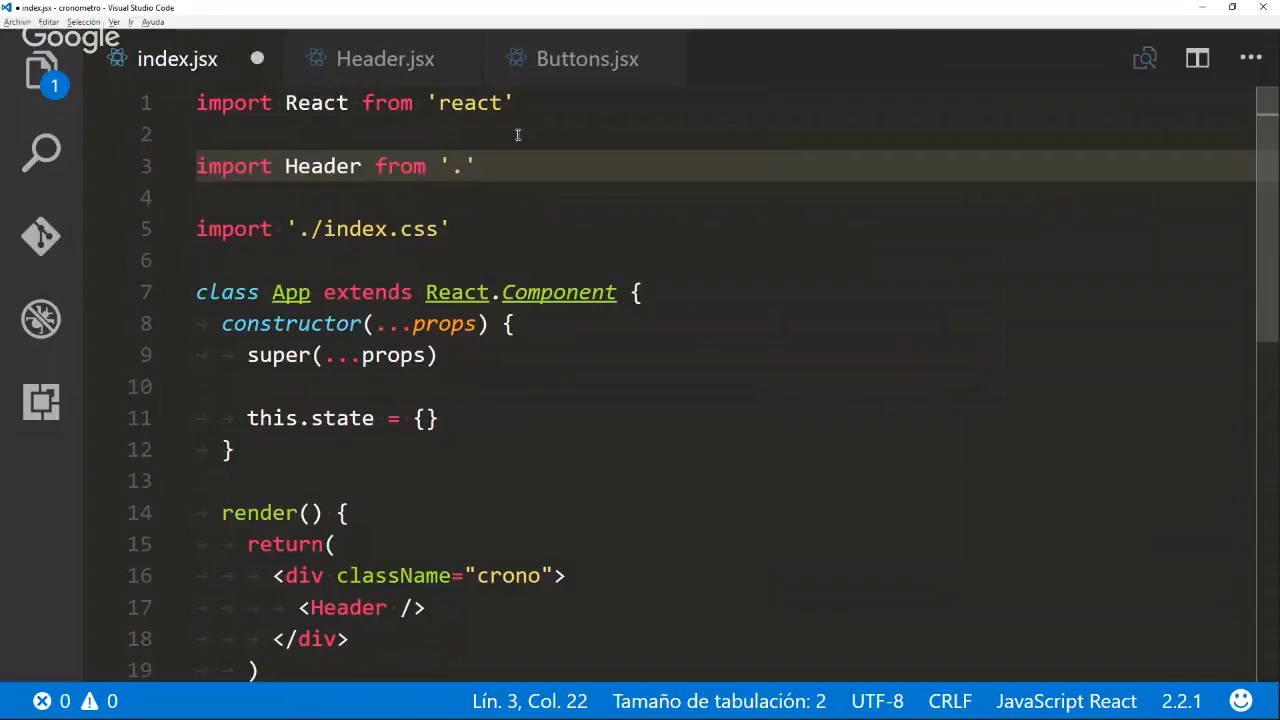 ● index.jsx - cronometro - Visual Studio Code
Archivo Editar Selección Ver Ir Ayuda
Google
index.jsx Header.jsx Buttons.jsx
1
1 import React from 'react'
2
3 import Header from '.'
4
5 import './index.css'
6
7 class App extends React.Component {
8 constructor(...props) {
9 super(...props)
10
11 this.state = {}
12 }
13
14 render() {
15 return(
16 <div className="crono">
17 <Header />
18 </div>
19 )
0 0 Lín. 3, Col. 22 Tamaño de tabulación: 2 UTF-8 CRLF JavaScript React 2.2.1